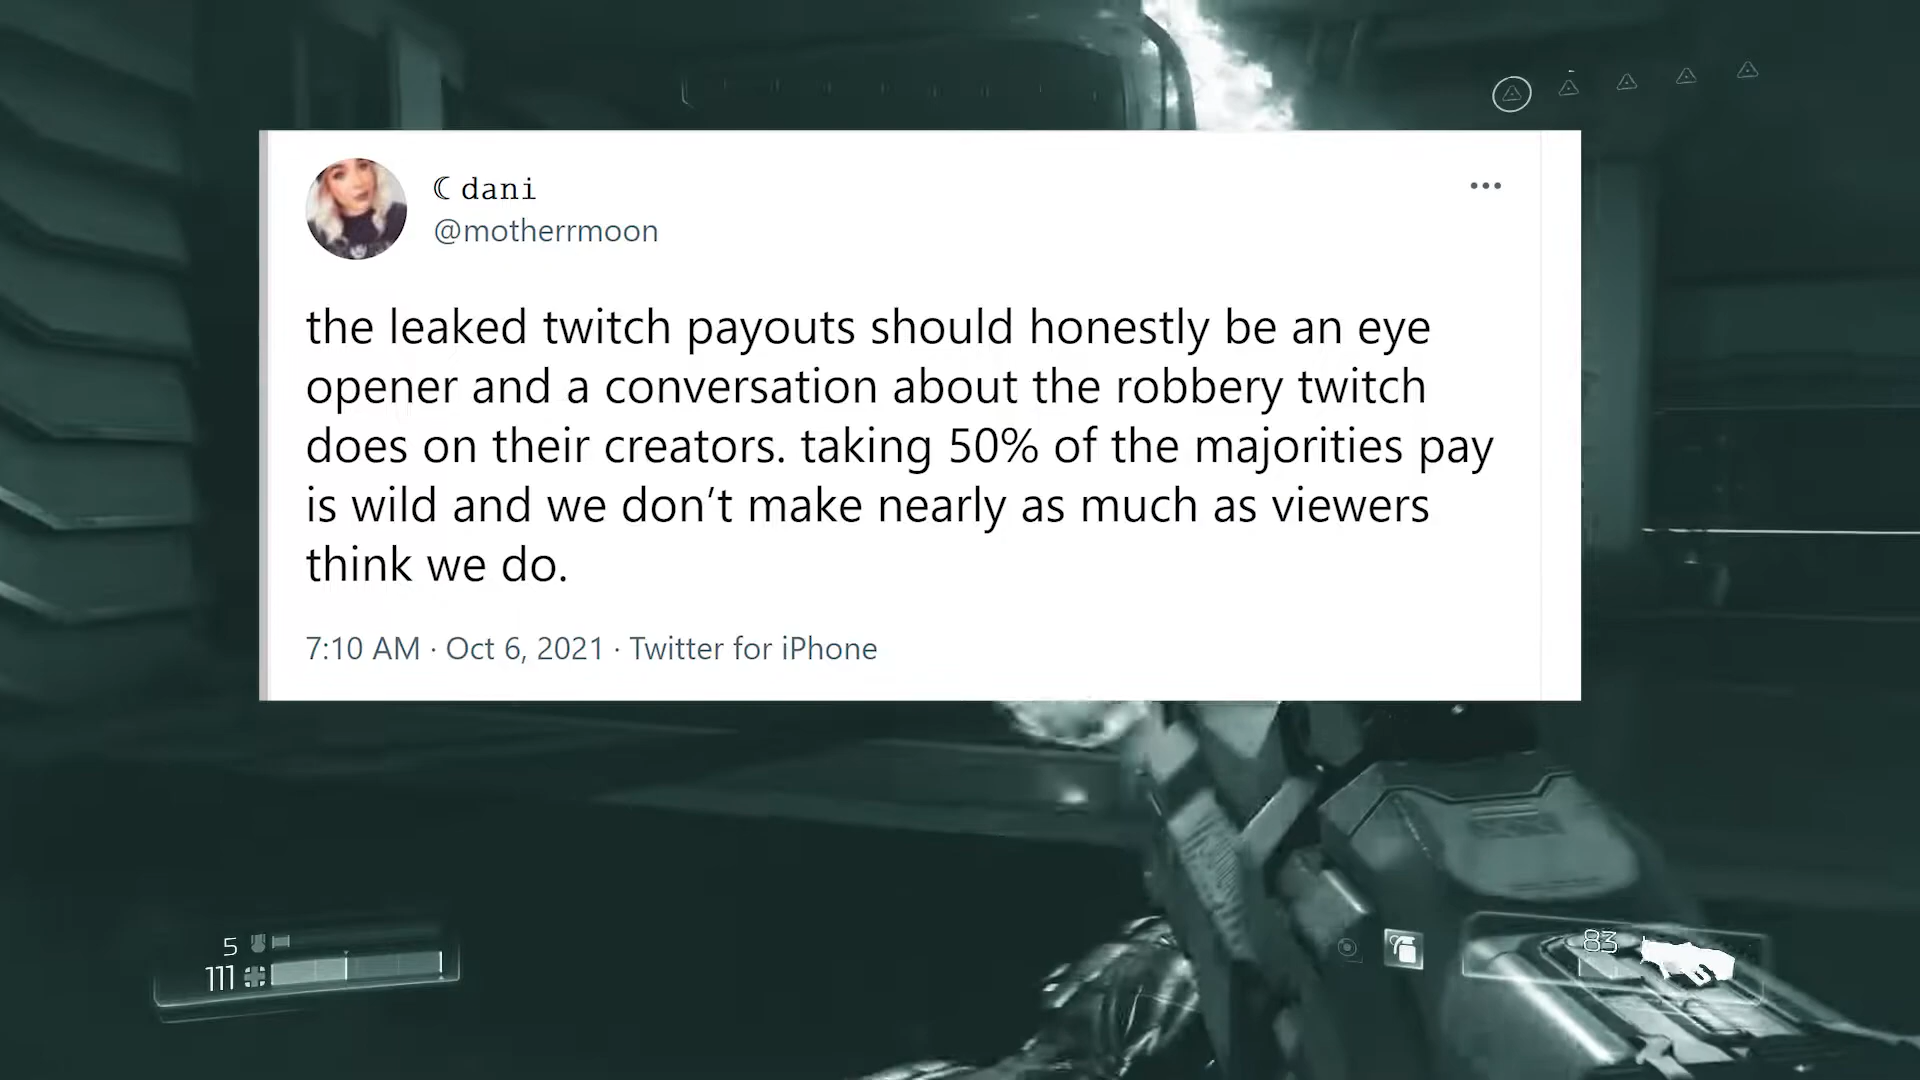 ☾dani
@motherrmoon
the leaked twitch payouts should honestly be an eye
opener and a conversation about the robbery twitch
does on their creators. taking 50% of the majorities pay
is wild and we don’t make nearly as much as viewers
think we do.
7:10 AM · Oct 6, 2021 · Twitter for iPhone
5
111
83